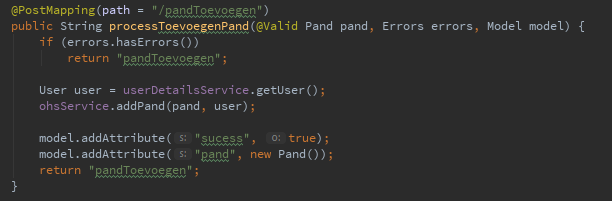 @PostMapping(path = "/pandToevoegen")
public String processToevoegenPand(@Valid Pand pand, Errors errors, Model model) {
if (errors.hasErrors())
return "pandToevoegen";
User user = userDetailsService.getUser();
ohsService.addPand(pand, user);
model.addAttribute( s: "sucess", o: true);
model.addAttribute( s: "pand", new Pand());
return "pandToevoegen";
}